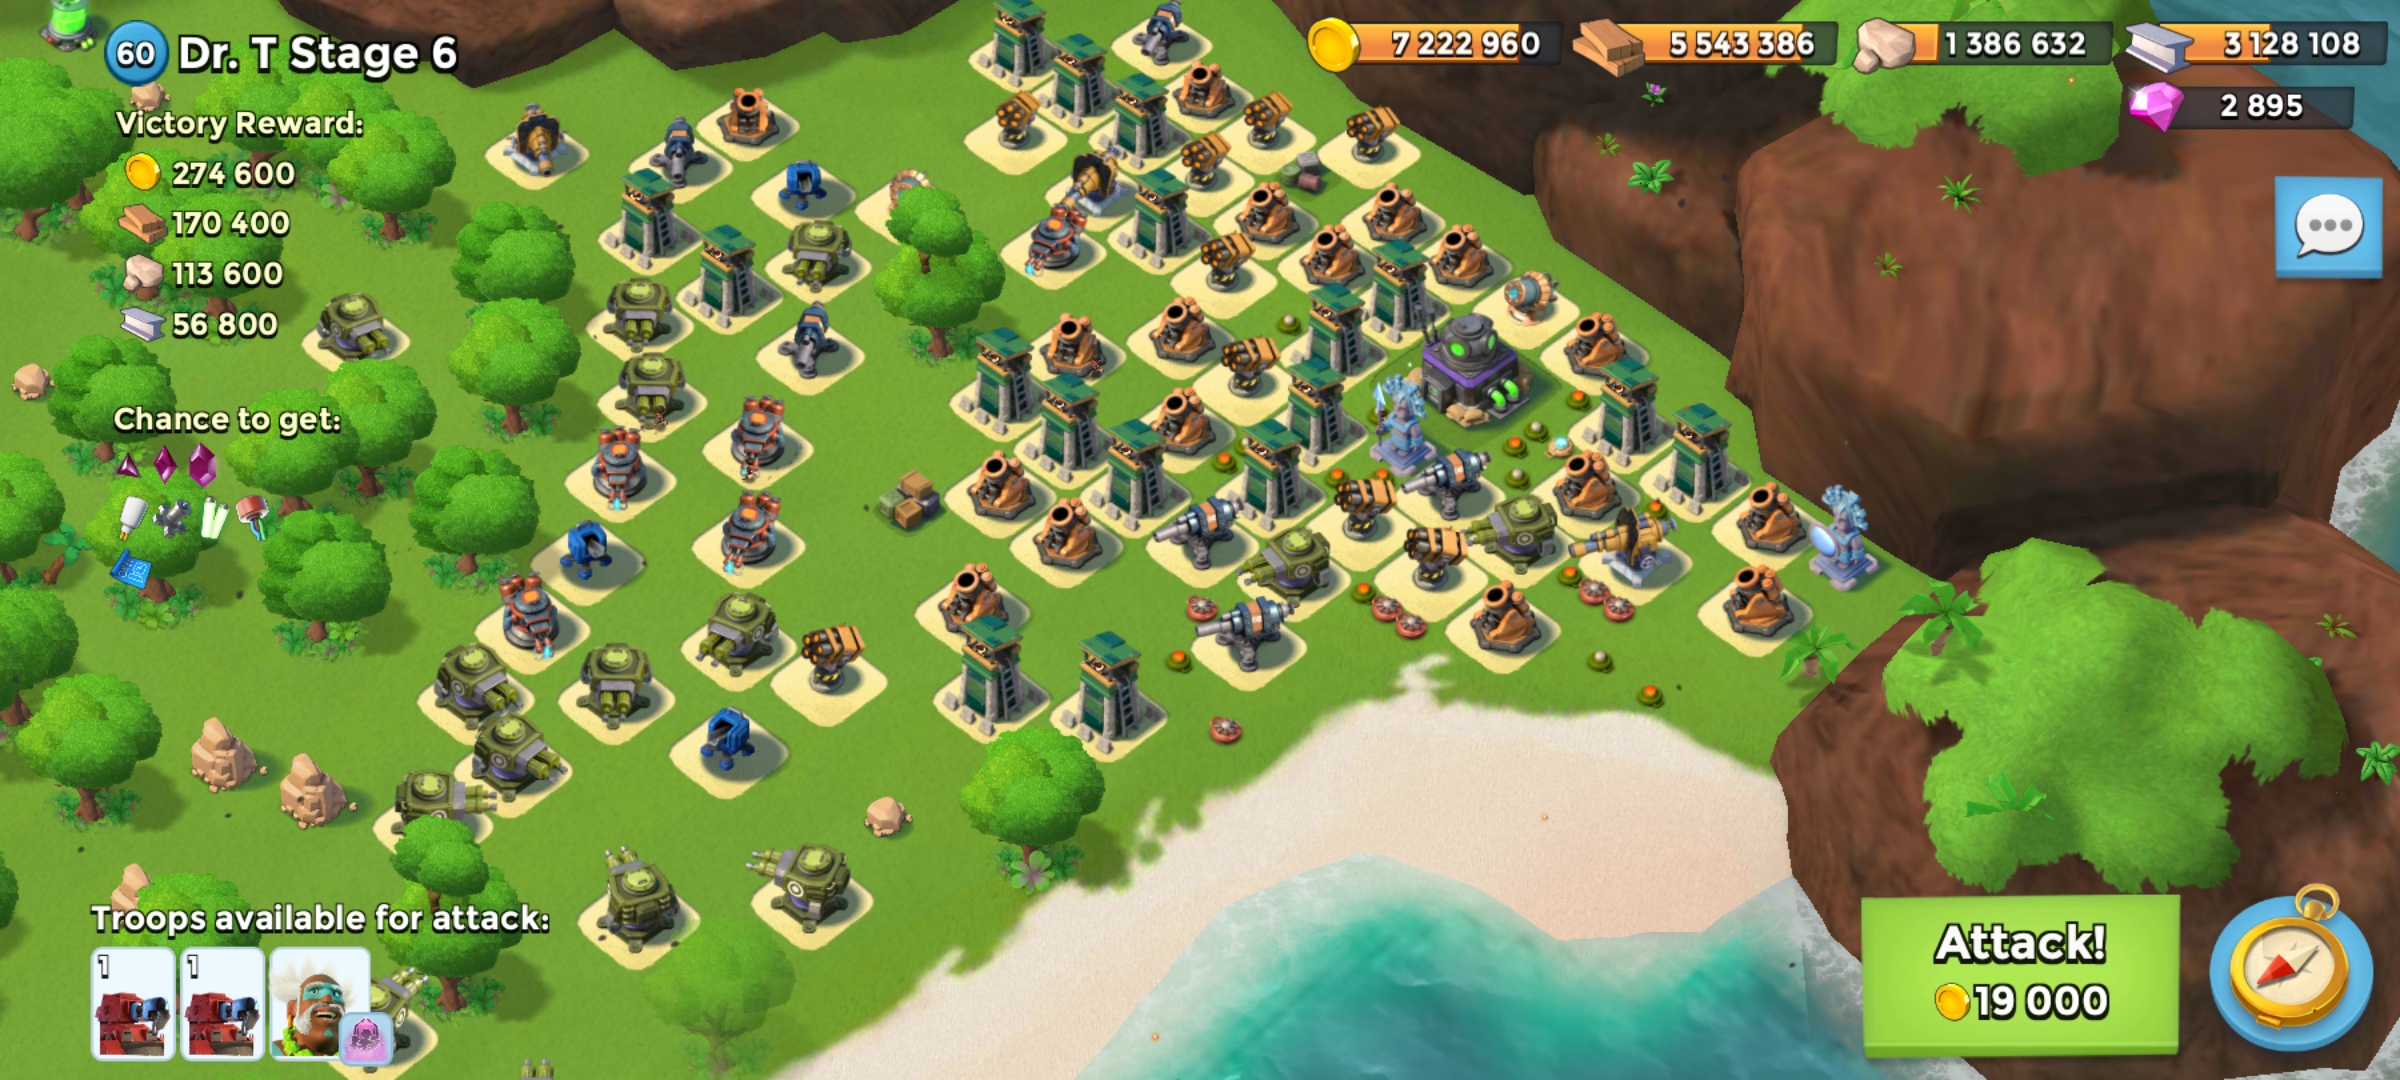 60 Dr. T Stage 6
Victory Reward:
274 600
170 400
113 600
56 800
Chance to get:
Troops available for attack:
1
1
7 222 960
5 543 386
1 386 632
3 128 108
2 895
Attack!
19 000